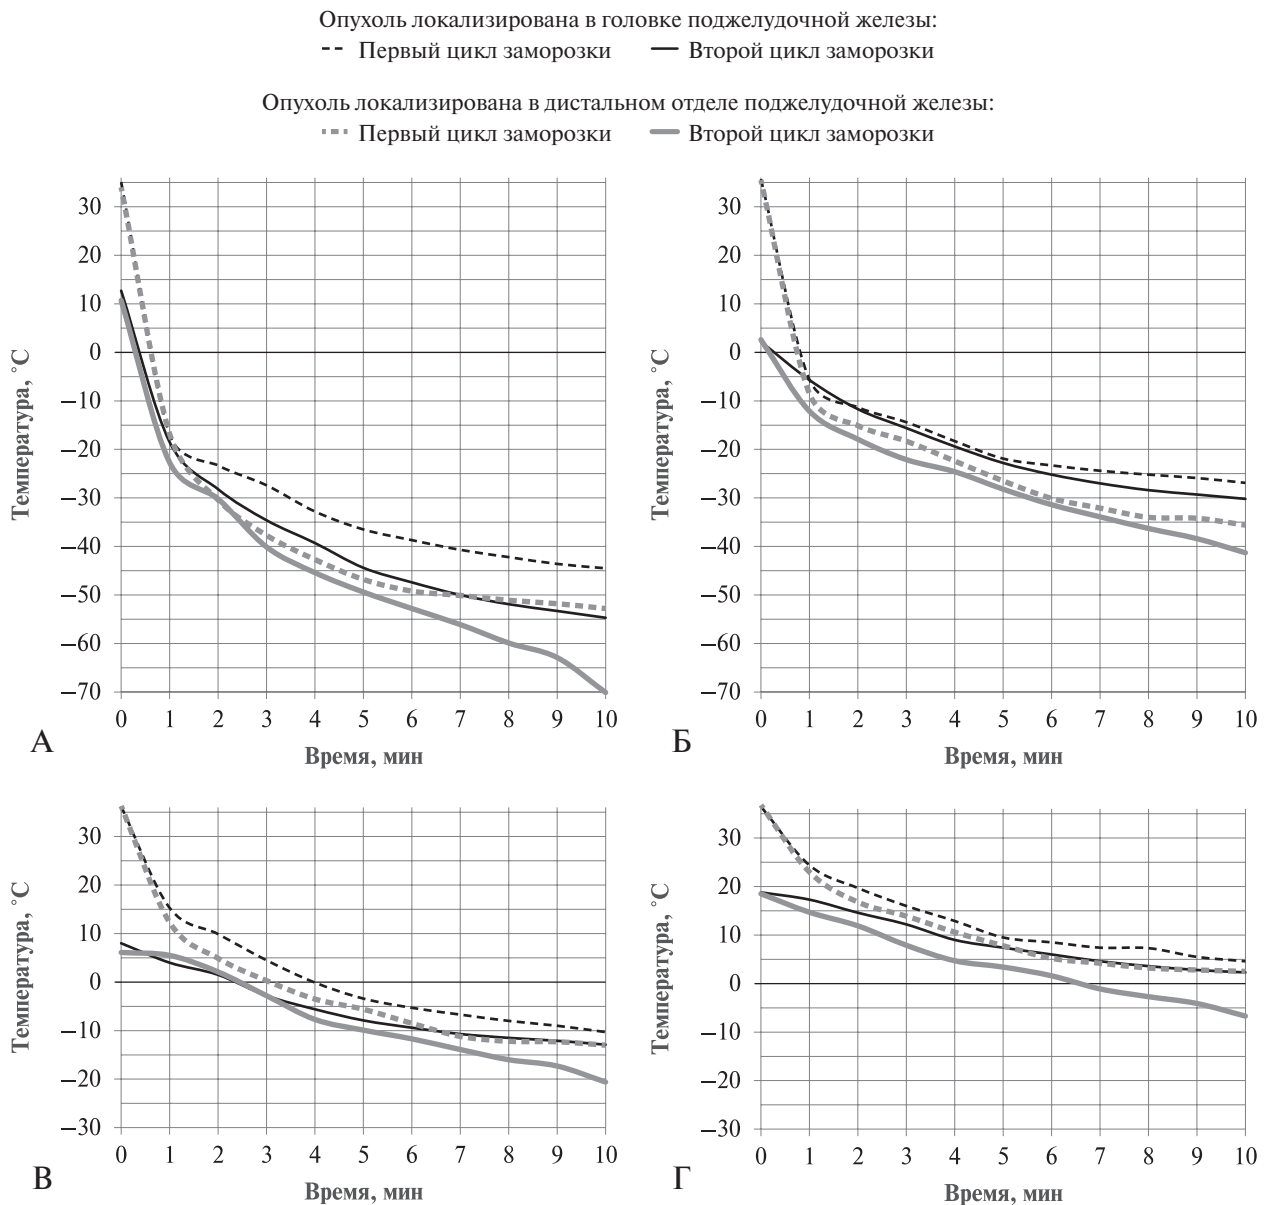 Опухоль локализирована в головке поджелудочной железы:
Первый цикл заморозки Второй цикл заморозки
Опухоль локализирована в дистальном отделе поджелудочной железы:
Первый цикл заморозки Второй цикл заморозки
Температура, °C
30
20
10
0
–10
–20
–30
–40
–50
–60
–70
0 1 2 3 4 5 6 7 8 9 10
А
Время, мин
Температура, °C
30
20
10
0
–10
–20
–30
–40
–50
–60
–70
0 1 2 3 4 5 6 7 8 9 10
Б
Время, мин
Температура, °C
30
20
10
0
–10
–20
–30
0 1 2 3 4 5 6 7 8 9 10
В
Время, мин
Температура, °C
30
20
10
0
–10
–20
–30
0 1 2 3 4 5 6 7 8 9 10
Г
Время, мин